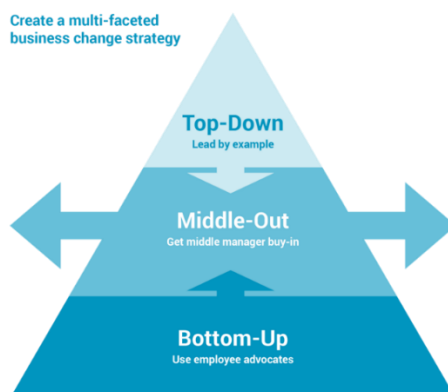 Create a multi-faceted
business change strategy
Top-Down
Lead by example
Middle-Out
Get middle manager buy-in
Bottom-Up
Use employee advocates